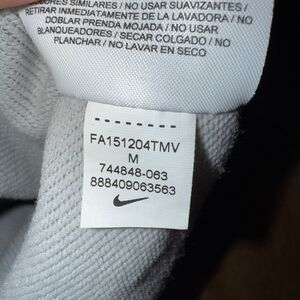 COLORES SIMILARES / NO USAR SUAVIZANTES /
RETIRAR INMEDIATAMENTE DE LA LAVADORA / NO
DOBLAR PRENDA MOJADA / NO USAR
BLANQUEADORES / SECAR COLGADO / NO
PLANCHAR / NO LAVAR EN SECO
FA151204TMV
M
744848-063
888409063563